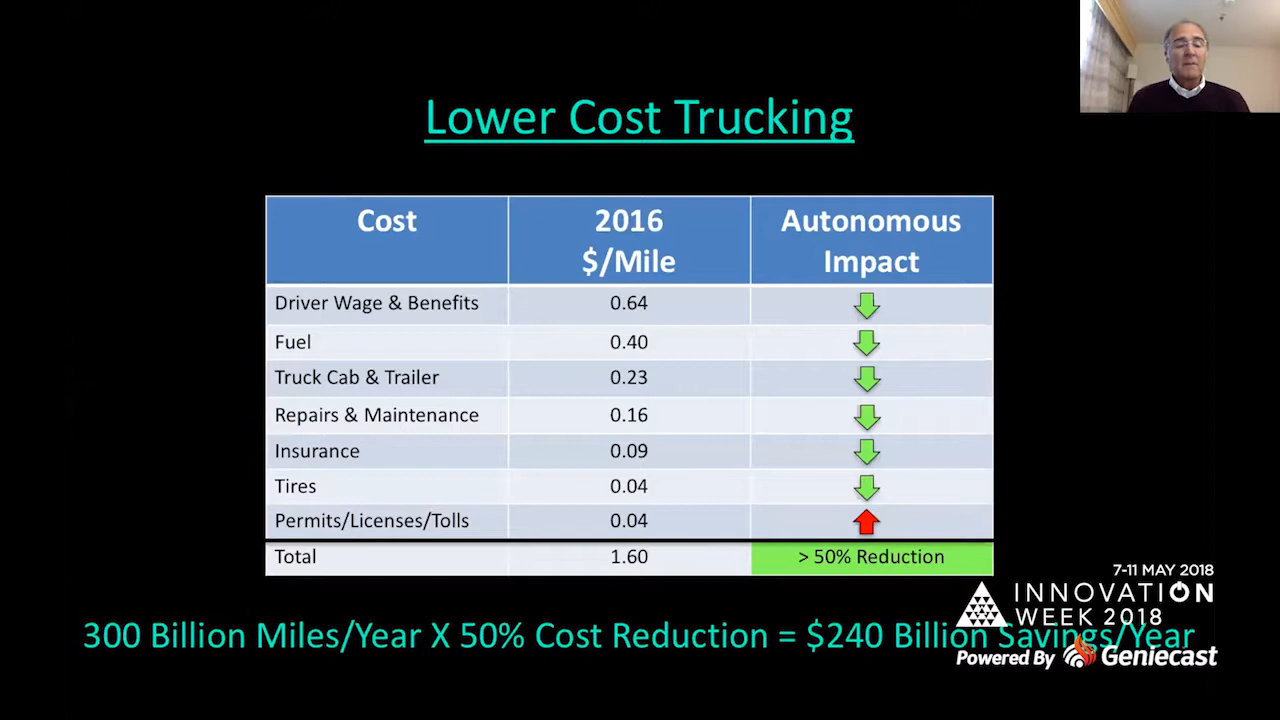 Lower Cost Trucking
Cost 2016 $/Mile Autonomous Impact
Driver Wage & Benefits 0.64
Fuel 0.40
Truck Cab & Trailer 0.23
Repairs & Maintenance 0.16
Insurance 0.09
Tires 0.04
Permits/Licenses/Tolls 0.04
Total 1.60 > 50% Reduction
7-11 MAY 2018
INNOVATION
WEEK 2018
300 Billion Miles/Year X 50% Cost Reduction = $240 Billion Savings/Year
Powered By Geniecast